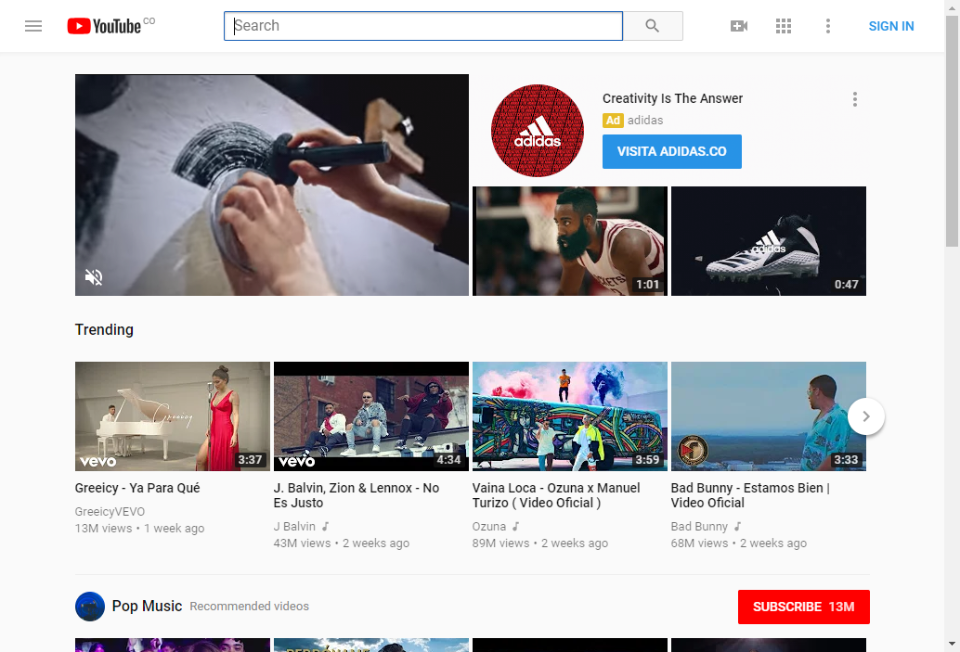 YouTube CO
Search
SIGN IN
Creativity Is The Answer
Ad adidas
VISITA ADIDAS.CO
adidas
adidas
1:01
0:47
Trending
Greeicy
vevo
3:37
vevo
4:34
3:59
3:33
Greeicy - Ya Para Qué
GreeicyVEVO
13M views • 1 week ago
J. Balvin, Zion & Lennox - No
Es Justo
J Balvin
43M views • 2 weeks ago
Vaina Loca - Ozuna x Manuel
Turizo ( Video Oficial )
Ozuna
89M views • 2 weeks ago
Bad Bunny - Estamos Bien |
Video Oficial
Bad Bunny
68M views • 2 weeks ago
Pop Music Recommended videos
SUBSCRIBE 13M